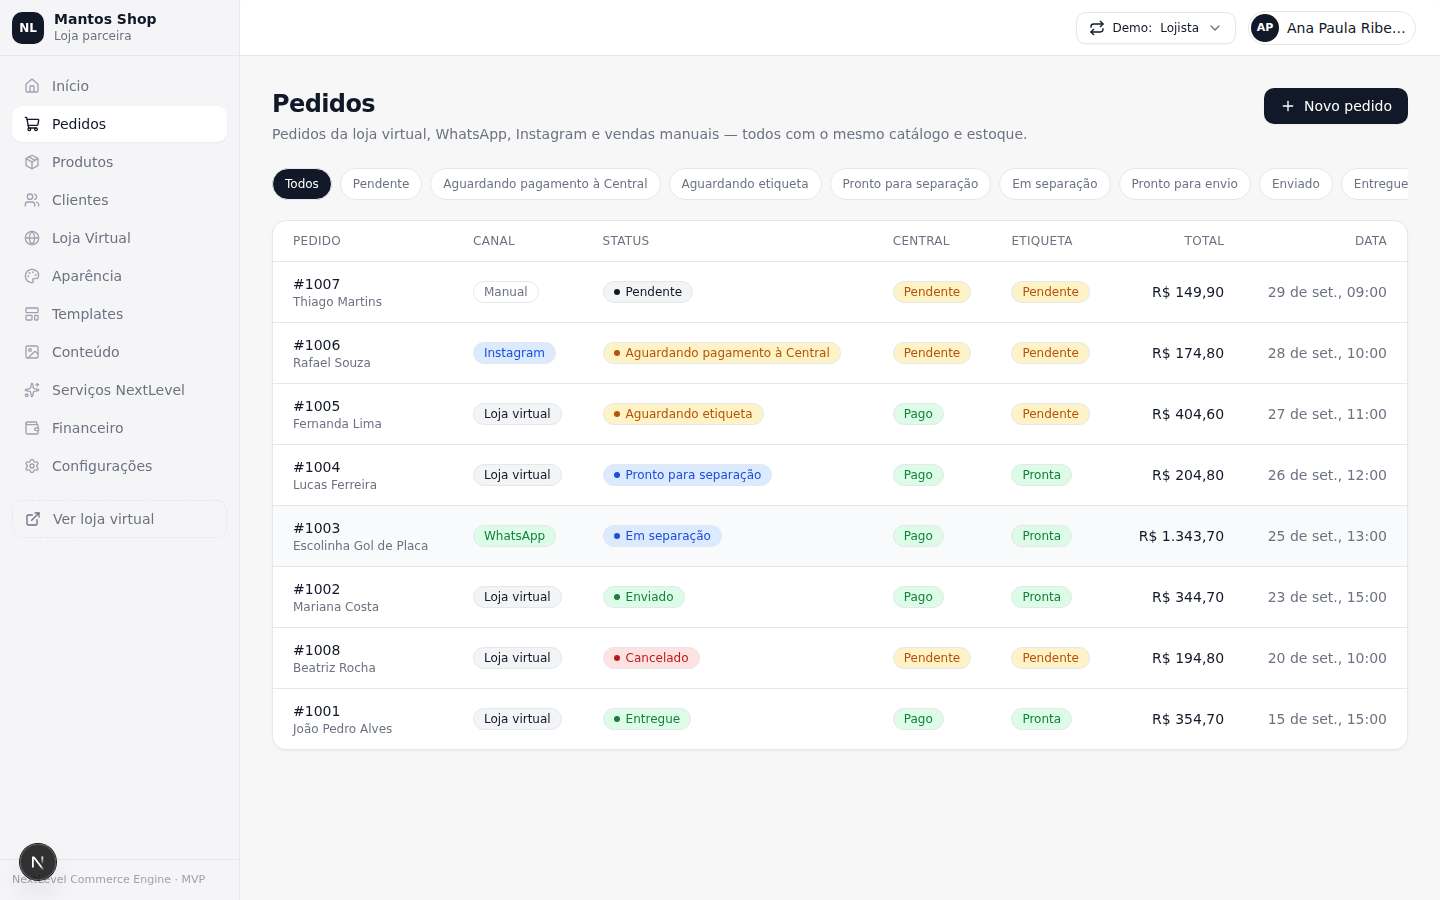 NL
Mantos Shop
Loja parceira
Demo: Lojista
AP
Ana Paula Ribe...
Início
Pedidos
Produtos
Clientes
Loja Virtual
Aparência
Templates
Conteúdo
Serviços NextLevel
Financeiro
Configurações
Ver loja virtual
NextLevel Commerce Engine · MVP
Pedidos
Pedidos da loja virtual, WhatsApp, Instagram e vendas manuais — todos com o mesmo catálogo e estoque.
+ Novo pedido
Todos Pendente Aguardando pagamento à Central Aguardando etiqueta Pronto para separação Em separação Pronto para envio Enviado Entregue
PEDIDO CANAL STATUS CENTRAL ETIQUETA TOTAL DATA
#1007 Manual Pendente Pendente Pendente R$ 149,90 29 de set., 09:00
Thiago Martins
#1006 Instagram Aguardando pagamento à Central Pendente Pendente R$ 174,80 28 de set., 10:00
Rafael Souza
#1005 Loja virtual Aguardando etiqueta Pago Pendente R$ 404,60 27 de set., 11:00
Fernanda Lima
#1004 Loja virtual Pronto para separação Pago Pronta R$ 204,80 26 de set., 12:00
Lucas Ferreira
#1003 WhatsApp Em separação Pago Pronta R$ 1.343,70 25 de set., 13:00
Escolinha Gol de Placa
#1002 Loja virtual Enviado Pago Pronta R$ 344,70 23 de set., 15:00
Mariana Costa
#1008 Loja virtual Cancelado Pendente Pendente R$ 194,80 20 de set., 10:00
Beatriz Rocha
#1001 Loja virtual Entregue Pago Pronta R$ 354,70 15 de set., 15:00
João Pedro Alves